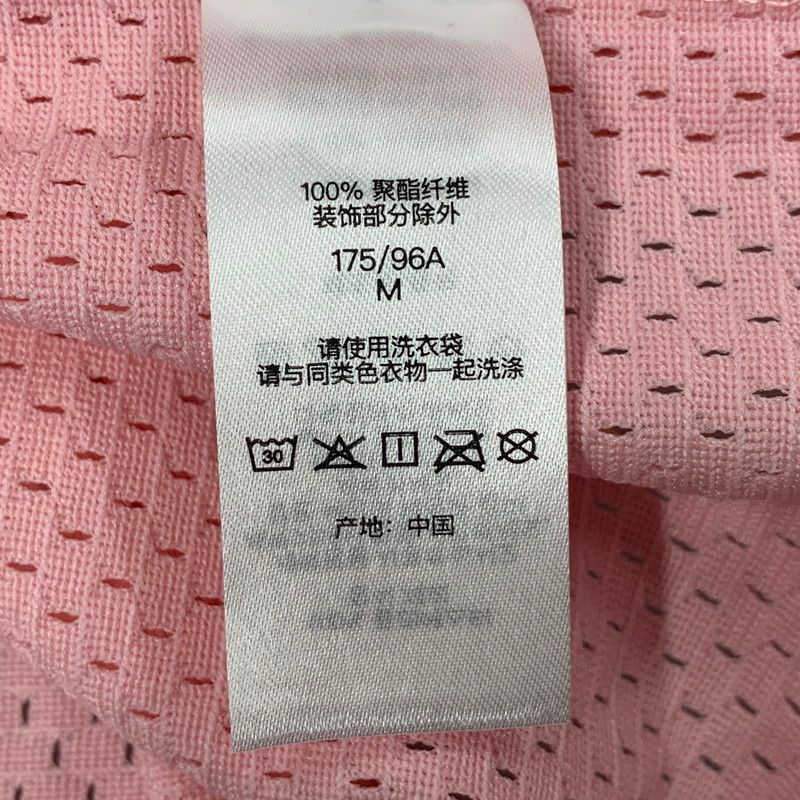 100% 聚酯纤维
装饰部分除外
175/96A
M
请使用洗衣袋
请与同类色衣物一起洗涤
30
产地：中国